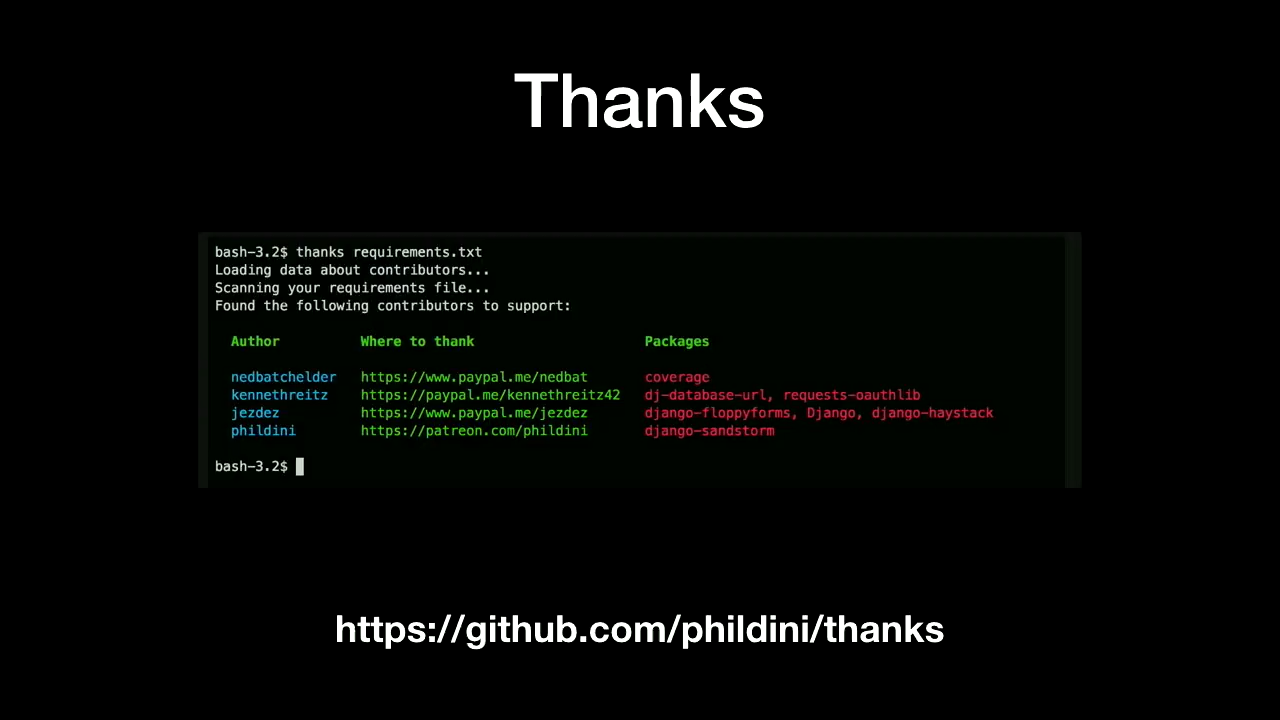 Thanks
bash-3.2$ thanks requirements.txt
Loading data about contributors...
Scanning your requirements file...
Found the following contributors to support:
Author Where to thank Packages
nedbatchelder https://www.paypal.me/nedbat coverage
kennethreitz https://paypal.me/kennethreitz42 dj-database-url, requests-oauthlib
jezdez https://www.paypal.me/jezdez django-floppyforms, Django, django-haystack
phildini https://patreon.com/phildini django-sandstorm
bash-3.2$
https://github.com/phildini/thanks